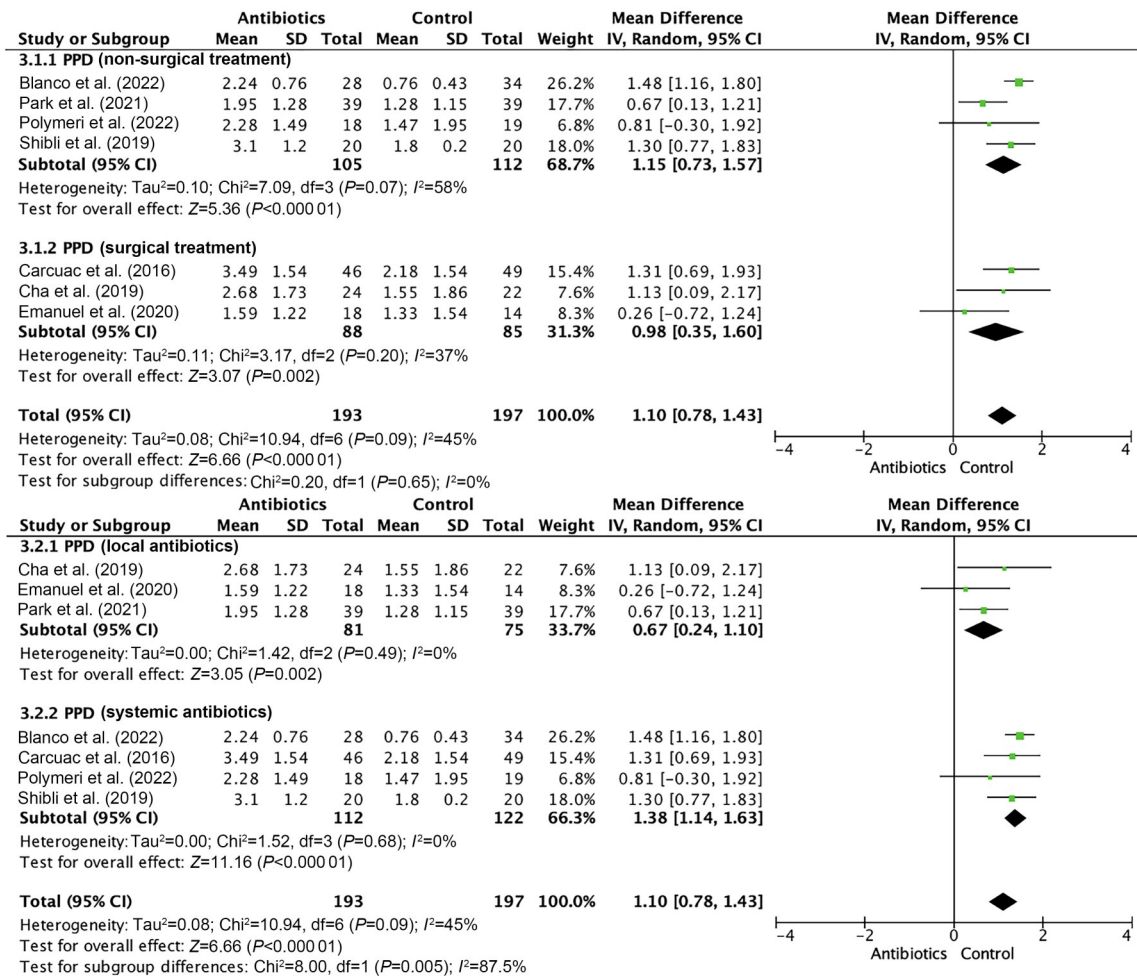 Antibiotics Control Mean Difference Mean Difference
Study or Subgroup Mean SD Total Mean SD Total Weight IV, Random, 95% CI IV, Random, 95% CI
3.1.1 PPD (non-surgical treatment)
Blanco et al. (2022) 2.24 0.76 28 0.76 0.43 34 26.2% 1.48 [1.16, 1.80]
Park et al. (2021) 1.95 1.28 39 1.28 1.15 39 17.7% 0.67 [0.13, 1.21]
Polymeri et al. (2022) 2.28 1.49 18 1.47 1.95 19 6.8% 0.81 [-0.30, 1.92]
Shibli et al. (2019) 3.1 1.2 20 1.8 0.2 20 18.0% 1.30 [0.77, 1.83]
Subtotal (95% CI) 105 112 68.7% 1.15 [0.73, 1.57]
Heterogeneity: Tau²=0.10; Chi²=7.09, df=3 (P=0.07); I²=58%
Test for overall effect: Z=5.36 (P<0.000 01)
3.1.2 PPD (surgical treatment)
Carcuac et al. (2016) 3.49 1.54 46 2.18 1.54 49 15.4% 1.31 [0.69, 1.93]
Cha et al. (2019) 2.68 1.73 24 1.55 1.86 22 7.6% 1.13 [0.09, 2.17]
Emanuel et al. (2020) 1.59 1.22 18 1.33 1.54 14 8.3% 0.26 [-0.72, 1.24]
Subtotal (95% CI) 88 85 31.3% 0.98 [0.35, 1.60]
Heterogeneity: Tau²=0.11; Chi²=3.17, df=2 (P=0.20); I²=37%
Test for overall effect: Z=3.07 (P=0.002)
Total (95% CI) 193 197 100.0% 1.10 [0.78, 1.43]
Heterogeneity: Tau²=0.08; Chi²=10.94, df=6 (P=0.09); I²=45%
Test for overall effect: Z=6.66 (P<0.000 01)
Test for subgroup differences: Chi²=0.20, df=1 (P=0.65); I²=0%
-4 -2 0 2 4
Antibiotics Control
Antibiotics Control Mean Difference Mean Difference
Study or Subgroup Mean SD Total Mean SD Total Weight IV, Random, 95% CI IV, Random, 95% CI
3.2.1 PPD (local antibiotics)
Cha et al. (2019) 2.68 1.73 24 1.55 1.86 22 7.6% 1.13 [0.09, 2.17]
Emanuel et al. (2020) 1.59 1.22 18 1.33 1.54 14 8.3% 0.26 [-0.72, 1.24]
Park et al. (2021) 1.95 1.28 39 1.28 1.15 39 17.7% 0.67 [0.13, 1.21]
Subtotal (95% CI) 81 75 33.7% 0.67 [0.24, 1.10]
Heterogeneity: Tau²=0.00; Chi²=1.42, df=2 (P=0.49); I²=0%
Test for overall effect: Z=3.05 (P=0.002)
3.2.2 PPD (systemic antibiotics)
Blanco et al. (2022) 2.24 0.76 28 0.76 0.43 34 26.2% 1.48 [1.16, 1.80]
Carcuac et al. (2016) 3.49 1.54 46 2.18 1.54 49 15.4% 1.31 [0.69, 1.93]
Polymeri et al. (2022) 2.28 1.49 18 1.47 1.95 19 6.8% 0.81 [-0.30, 1.92]
Shibli et al. (2019) 3.1 1.2 20 1.8 0.2 20 18.0% 1.30 [0.77, 1.83]
Subtotal (95% CI) 112 122 66.3% 1.38 [1.14, 1.63]
Heterogeneity: Tau²=0.00; Chi²=1.52, df=3 (P=0.68); I²=0%
Test for overall effect: Z=11.16 (P<0.000 01)
Total (95% CI) 193 197 100.0% 1.10 [0.78, 1.43]
Heterogeneity: Tau²=0.08; Chi²=10.94, df=6 (P=0.09); I²=45%
Test for overall effect: Z=6.66 (P<0.000 01)
Test for subgroup differences: Chi²=8.00, df=1 (P=0.005); I²=87.5%
-4 -2 0 2 4
Antibiotics Control